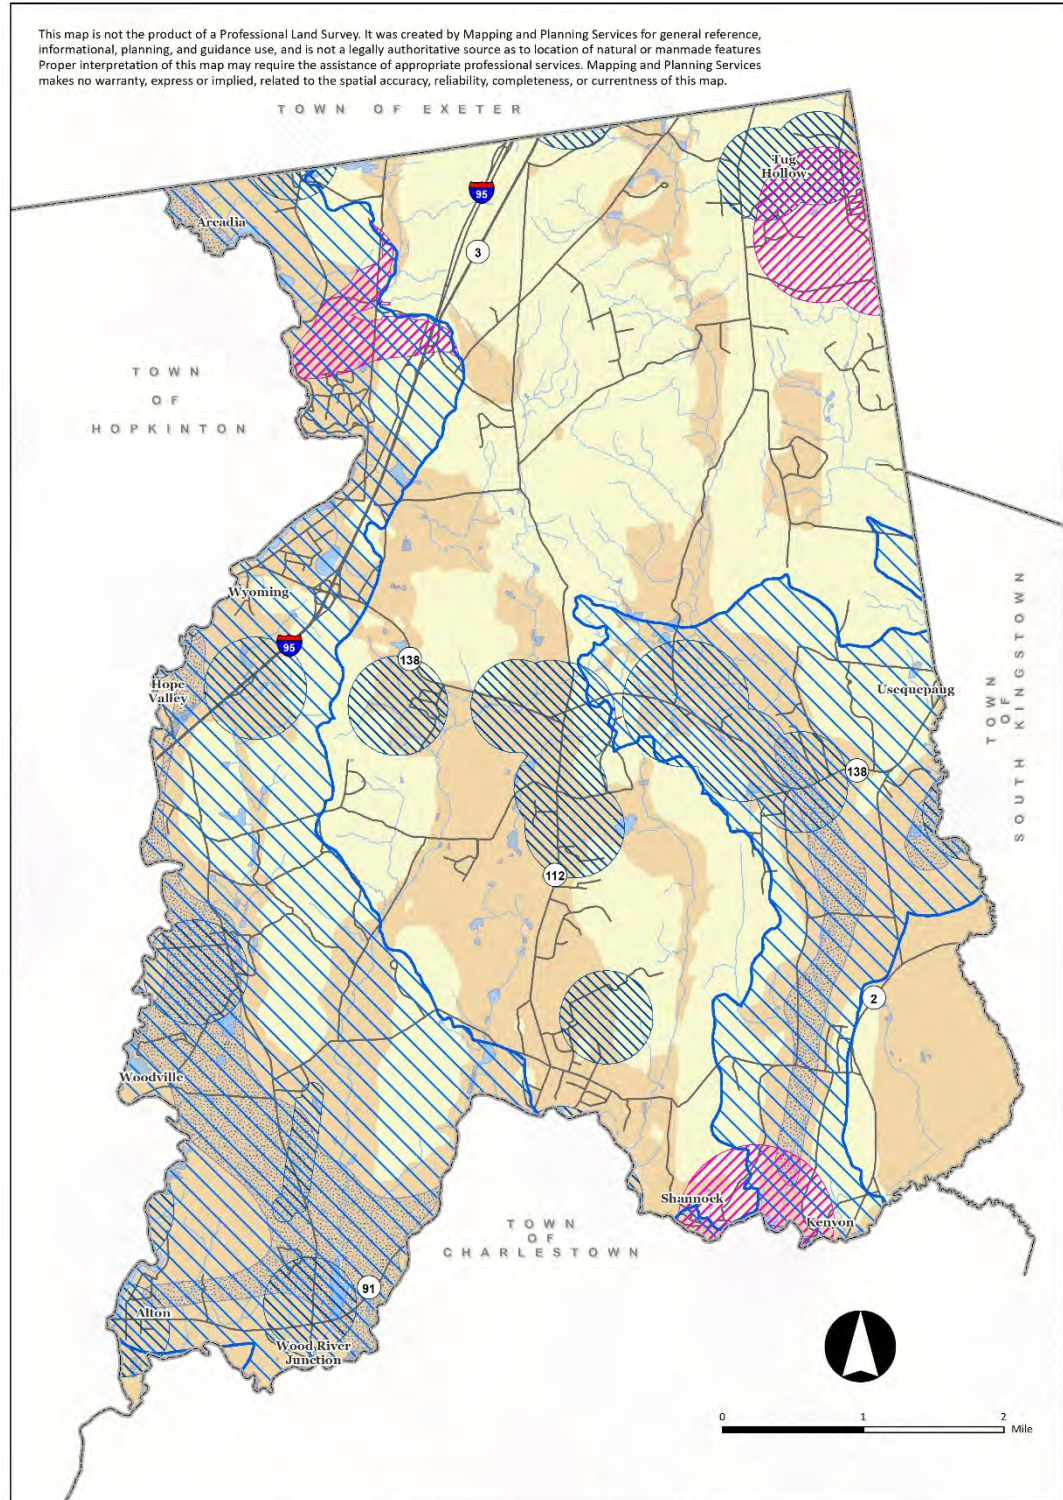 This map is not the product of a Professional Land Survey. It was created by Mapping and Planning Services for general reference,
informational, planning, and guidance use, and is not a legally authoritative source as to location of natural or manmade features
Proper interpretation of this map may require the assistance of appropriate professional services. Mapping and Planning Services
makes no warranty, express or implied, related to the spatial accuracy, reliability, completeness, or currentness of this map.
TOWN OF EXETER
Tug
Hollow
95
Arcadia
3
TOWN
OF
HOPKINTON
Wyoming
95
138
Hope
Valley
Usequepaug
TOWN
OF
SOUTH KINGSTOWN
138
112
2
Woodville
Shannock
Kenyon
TOWN
OF
CHARLESTOWN
91
Alton
Wood River
Junction
0 1 2
Mile